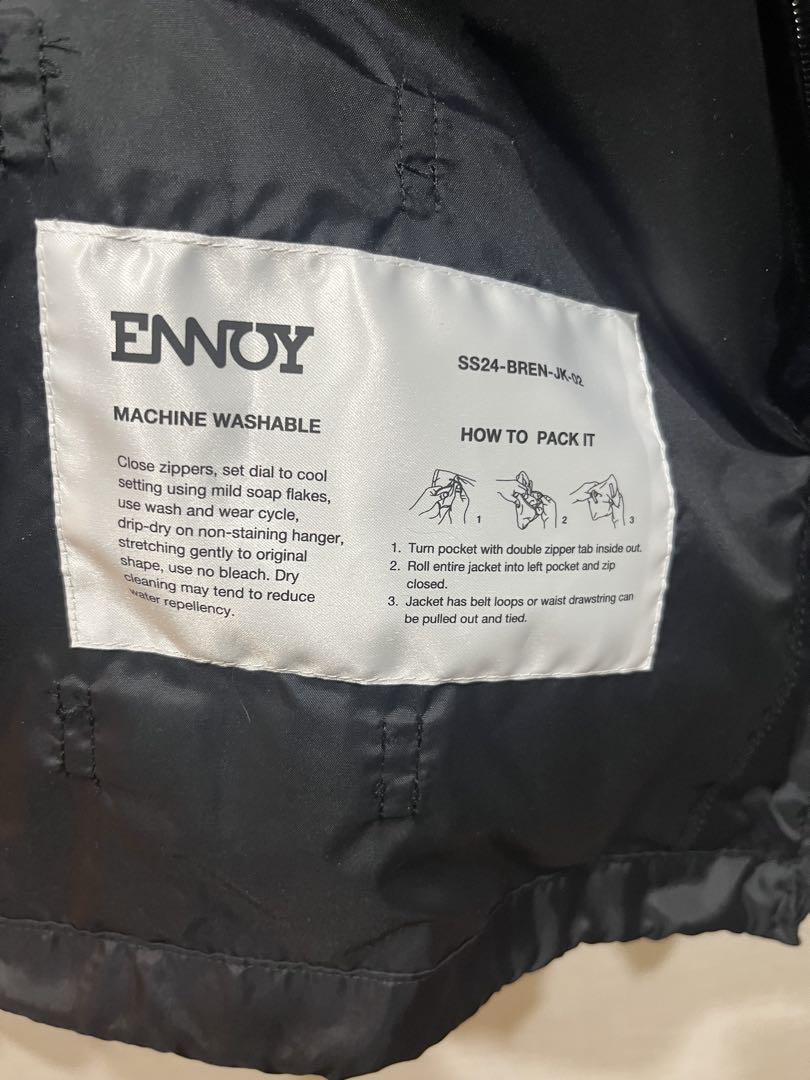 ENNOY
MACHINE WASHABLE
Close zippers, set dial to cool
setting using mild soap flakes,
use wash and wear cycle,
drip-dry on non-staining hanger,
stretching gently to original
shape, use no bleach. Dry
cleaning may tend to reduce
water repellency.
SS24-BREN-JK-02
HOW TO PACK IT
1 2 3
1. Turn pocket with double zipper tab inside out.
2. Roll entire jacket into left pocket and zip
closed.
3. Jacket has belt loops or waist drawstring can
be pulled out and tied.